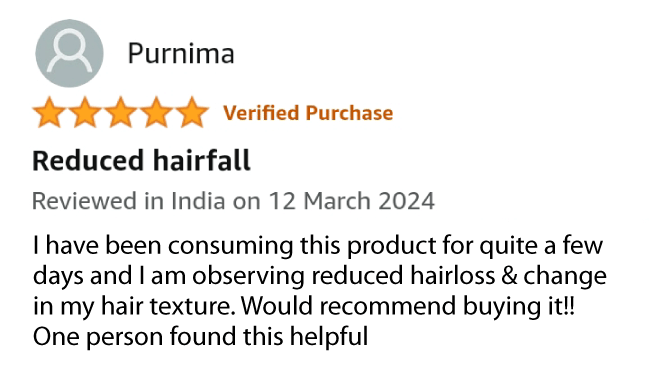 Purnima
Verified Purchase
Reduced hairfall
Reviewed in India on 12 March 2024
I have been consuming this product for quite a few
days and I am observing reduced hairloss & change
in my hair texture. Would recommend buying it!!
One person found this helpful